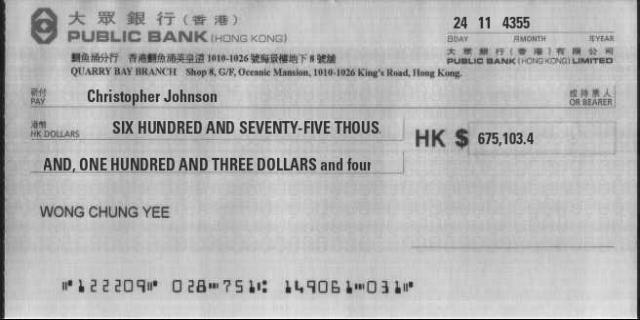 大眾銀行(香港)
PUBLIC BANK (HONG KONG)
24 11 4355
日DAY 月MONTH 年YEAR
大眾銀行(香港)有限公司
PUBLIC BANK (HONG KONG) LIMITED
鰂魚涌分行 香港鰂魚涌英皇道 1010-1026 號海景樓地下 8 號舖
QUARRY BAY BRANCH Shop 8, G/F, Oceanic Mansion, 1010-1026 King's Road, Hong Kong.
祈付
PAY
Christopher Johnson
或持票人
OR BEARER
港幣
HK DOLLARS
SIX HUNDRED AND SEVENTY-FIVE THOUS
HK $ 675,103.4
AND, ONE HUNDRED AND THREE DOLLARS and four
WONG CHUNG YEE
⑈122209⑈ 028⑉751⑆ 149061⑉031⑈